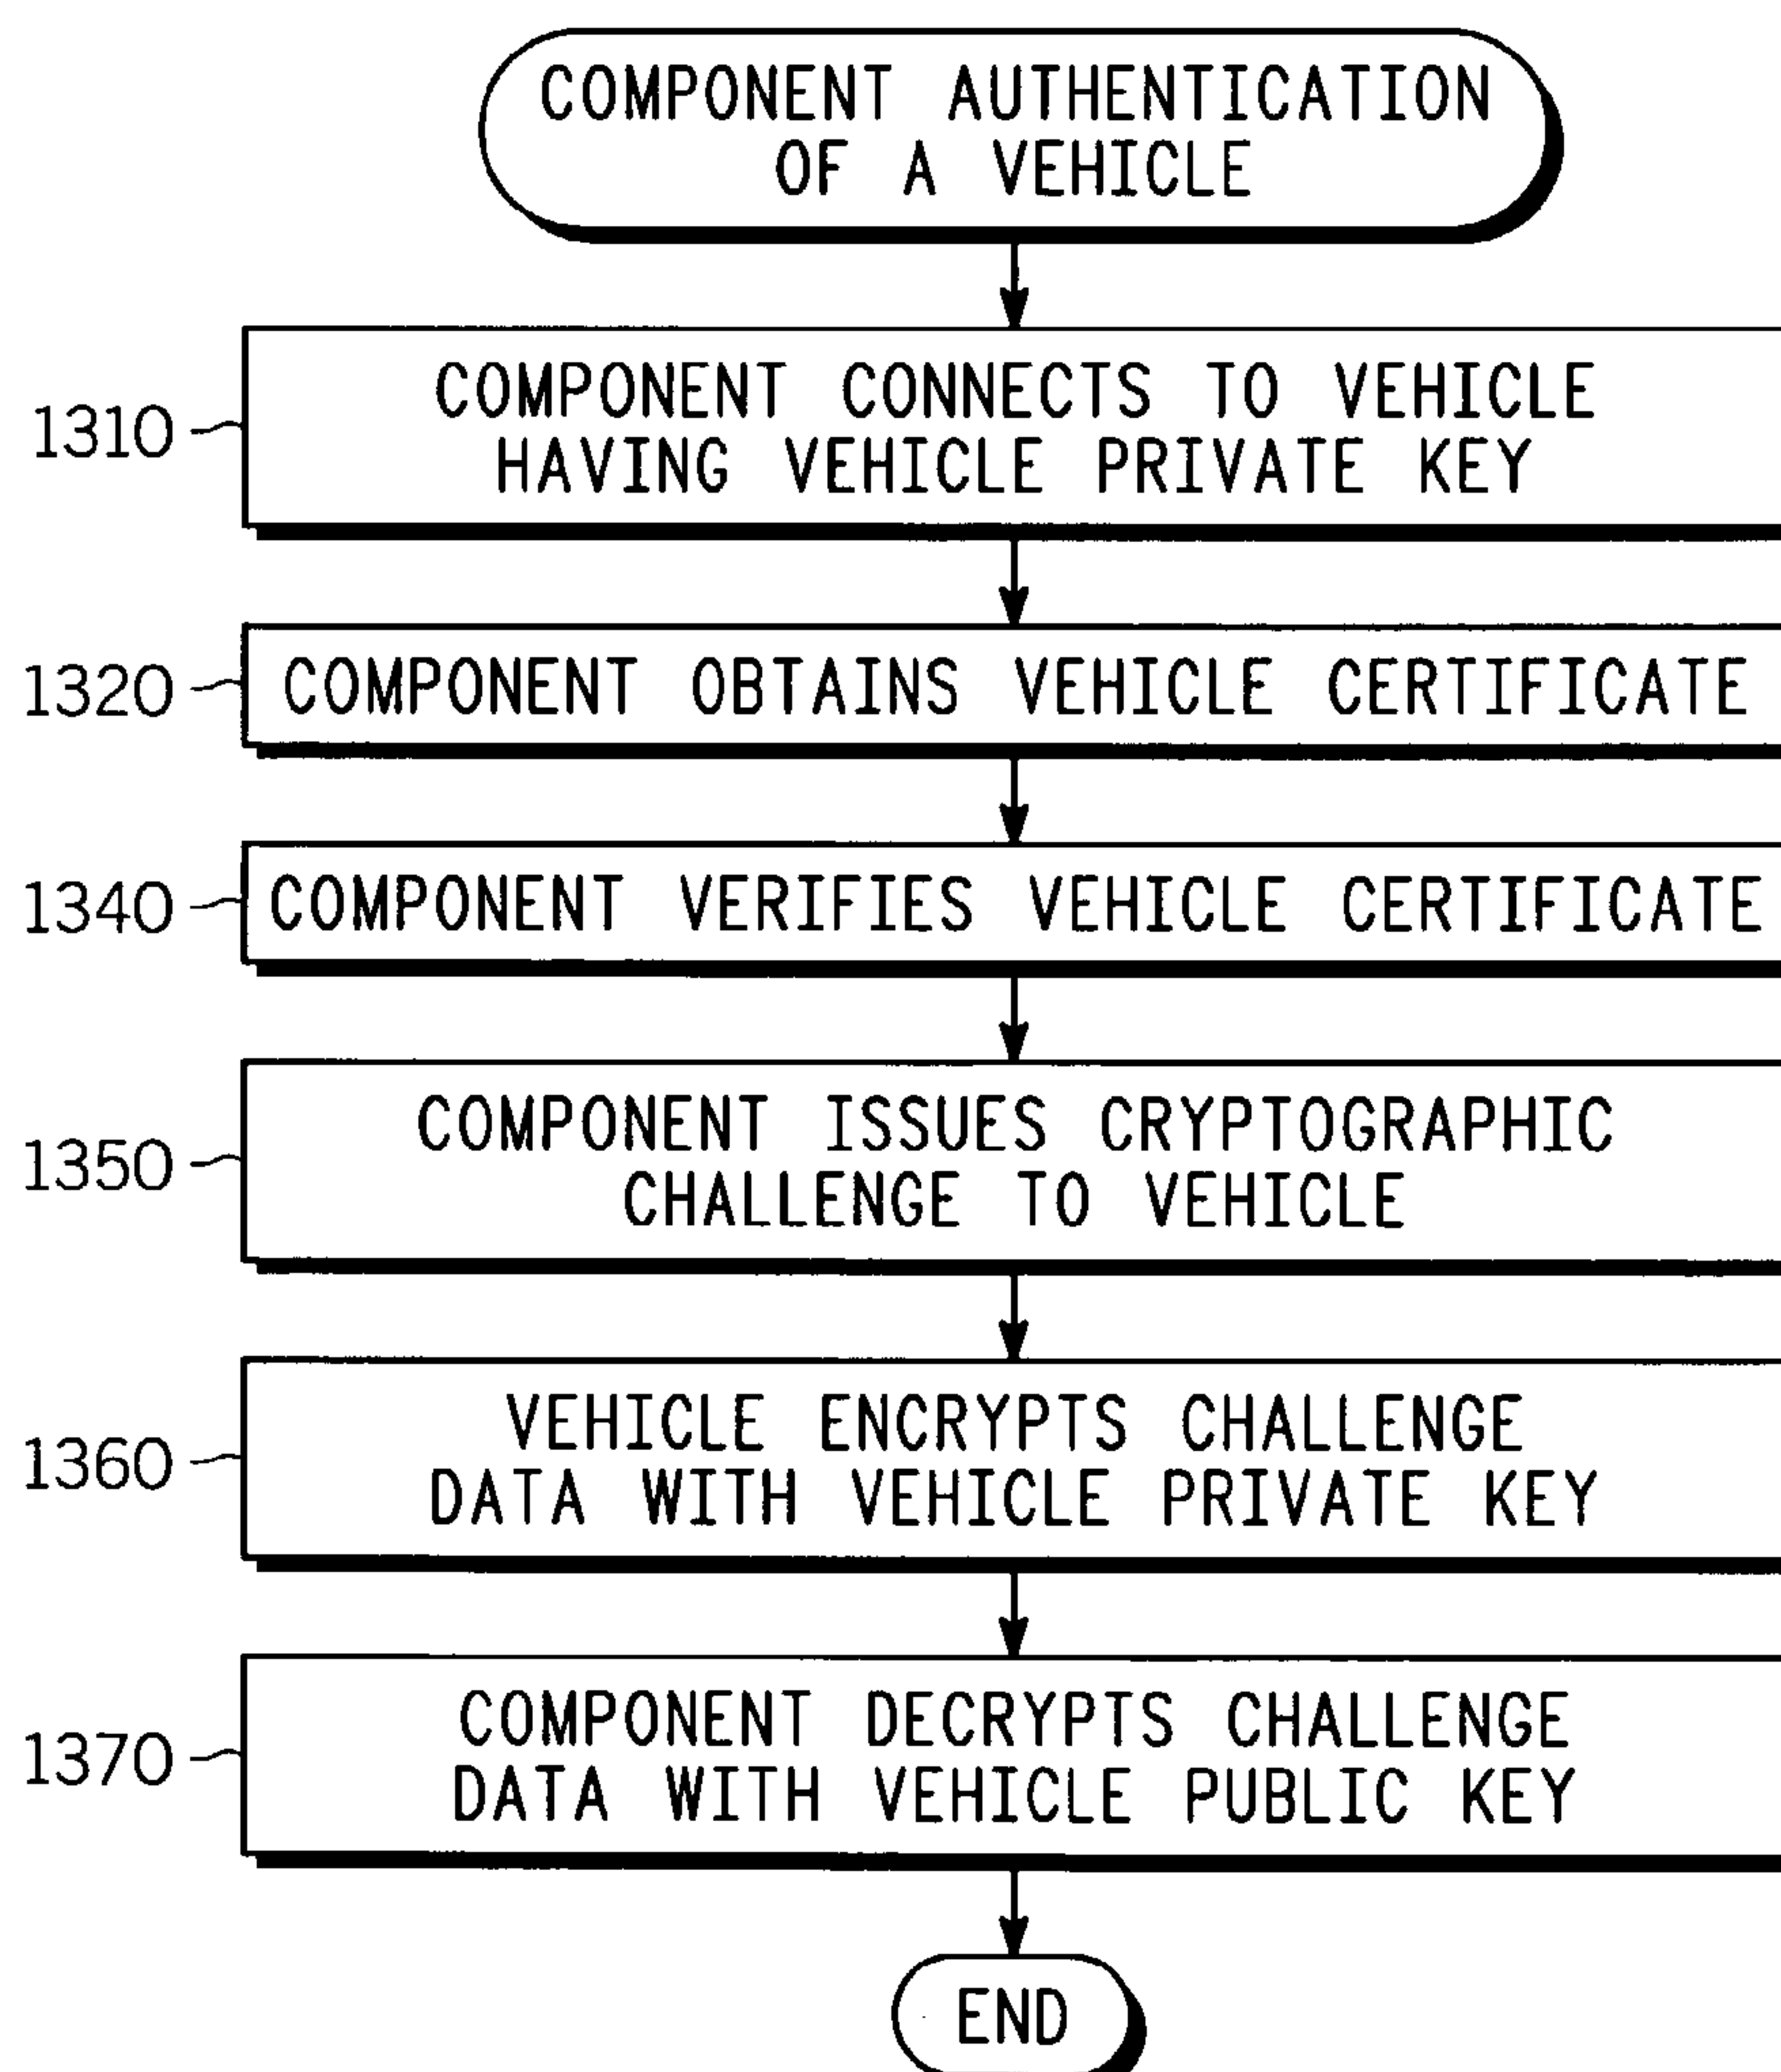 COMPONENT AUTHENTICATION
OF A VEHICLE
1310
COMPONENT CONNECTS TO VEHICLE
HAVING VEHICLE PRIVATE KEY
1320
COMPONENT OBTAINS VEHICLE CERTIFICATE
1340
COMPONENT VERIFIES VEHICLE CERTIFICATE
1350
COMPONENT ISSUES CRYPTOGRAPHIC
CHALLENGE TO VEHICLE
1360
VEHICLE ENCRYPTS CHALLENGE
DATA WITH VEHICLE PRIVATE KEY
1370
COMPONENT DECRYPTS CHALLENGE
DATA WITH VEHICLE PUBLIC KEY
END